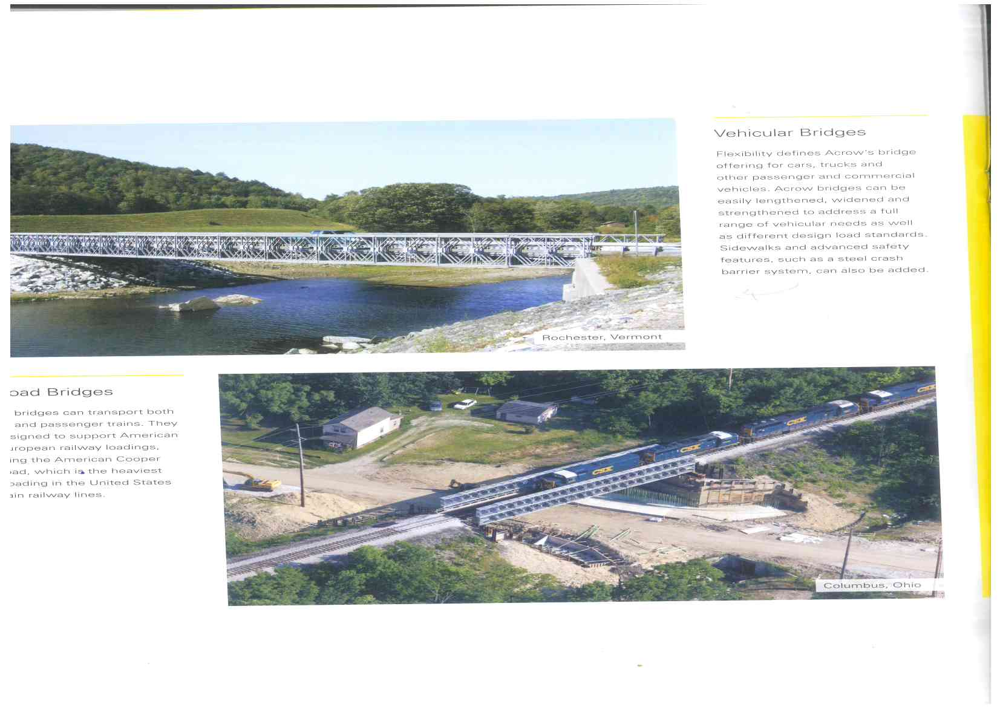 Vehicular Bridges
Flexibility defines Acrow's bridge
offering for cars, trucks and
other passenger and commercial
vehicles. Acrow bridges can be
easily lengthened, widened and
strengthened to address a full
range of vehicular needs as well
as different design load standards.
Sidewalks and advanced safety
features, such as a steel crash
barrier system, can also be added.
Rochester, Vermont
oad Bridges
bridges can transport both
and passenger trains. They
signed to support American
uropean railway loadings,
ing the American Cooper
oad, which is the heaviest
oading in the United States
ain railway lines.
CSX
CSX
CSX
CSX
Columbus, Ohio